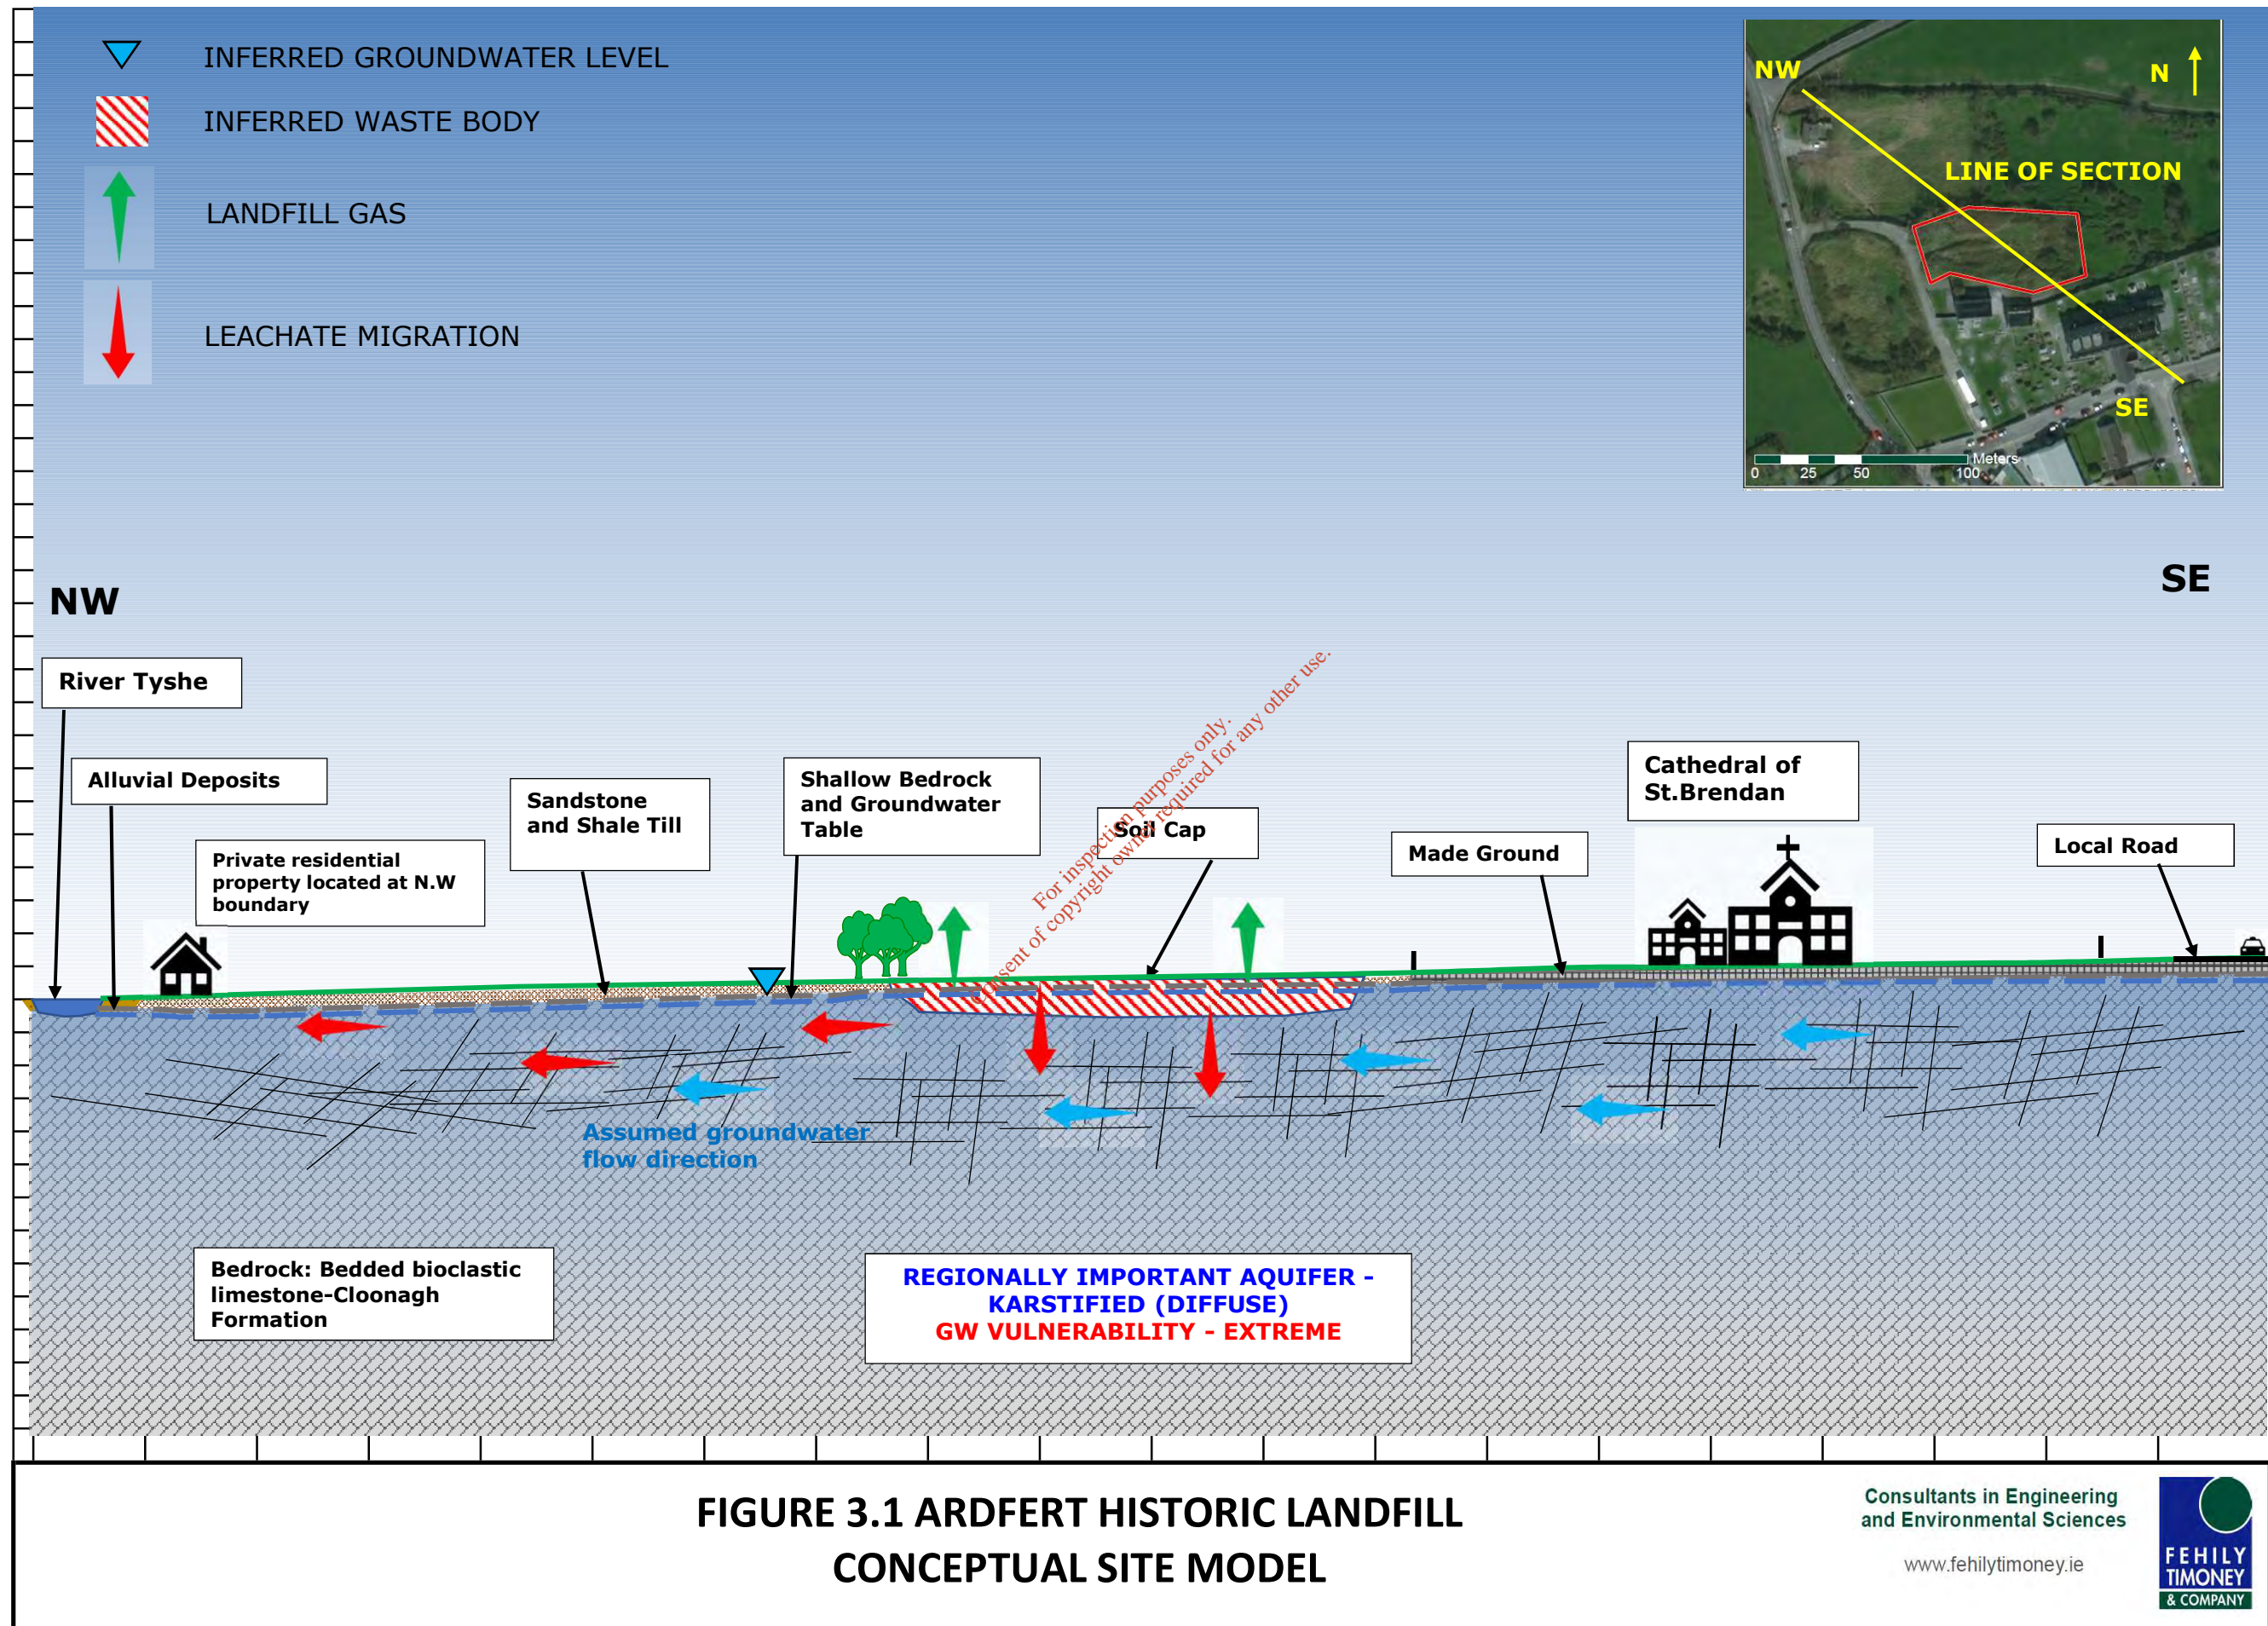 INFERRED GROUNDWATER LEVEL
INFERRED WASTE BODY
LANDFILL GAS
LEACHATE MIGRATION
NW
N
LINE OF SECTION
SE
Meters
0 25 50 100
NW
SE
River Tyshe
Alluvial Deposits
Private residential
property located at N.W
boundary
Sandstone
and Shale Till
Shallow Bedrock
and Groundwater
Table
Soil Cap
For inspection purposes only.
Consent of copyright owner required for any other use.
Made Ground
Cathedral of
St.Brendan
Local Road
Assumed groundwater
flow direction
Bedrock: Bedded bioclastic
limestone-Cloonagh
Formation
REGIONALLY IMPORTANT AQUIFER -
KARSTIFIED (DIFFUSE)
GW VULNERABILITY - EXTREME
FIGURE 3.1 ARDFERT HISTORIC LANDFILL
CONCEPTUAL SITE MODEL
Consultants in Engineering
and Environmental Sciences
www.fehilytimoney.ie
FEHILY
TIMONEY
& COMPANY